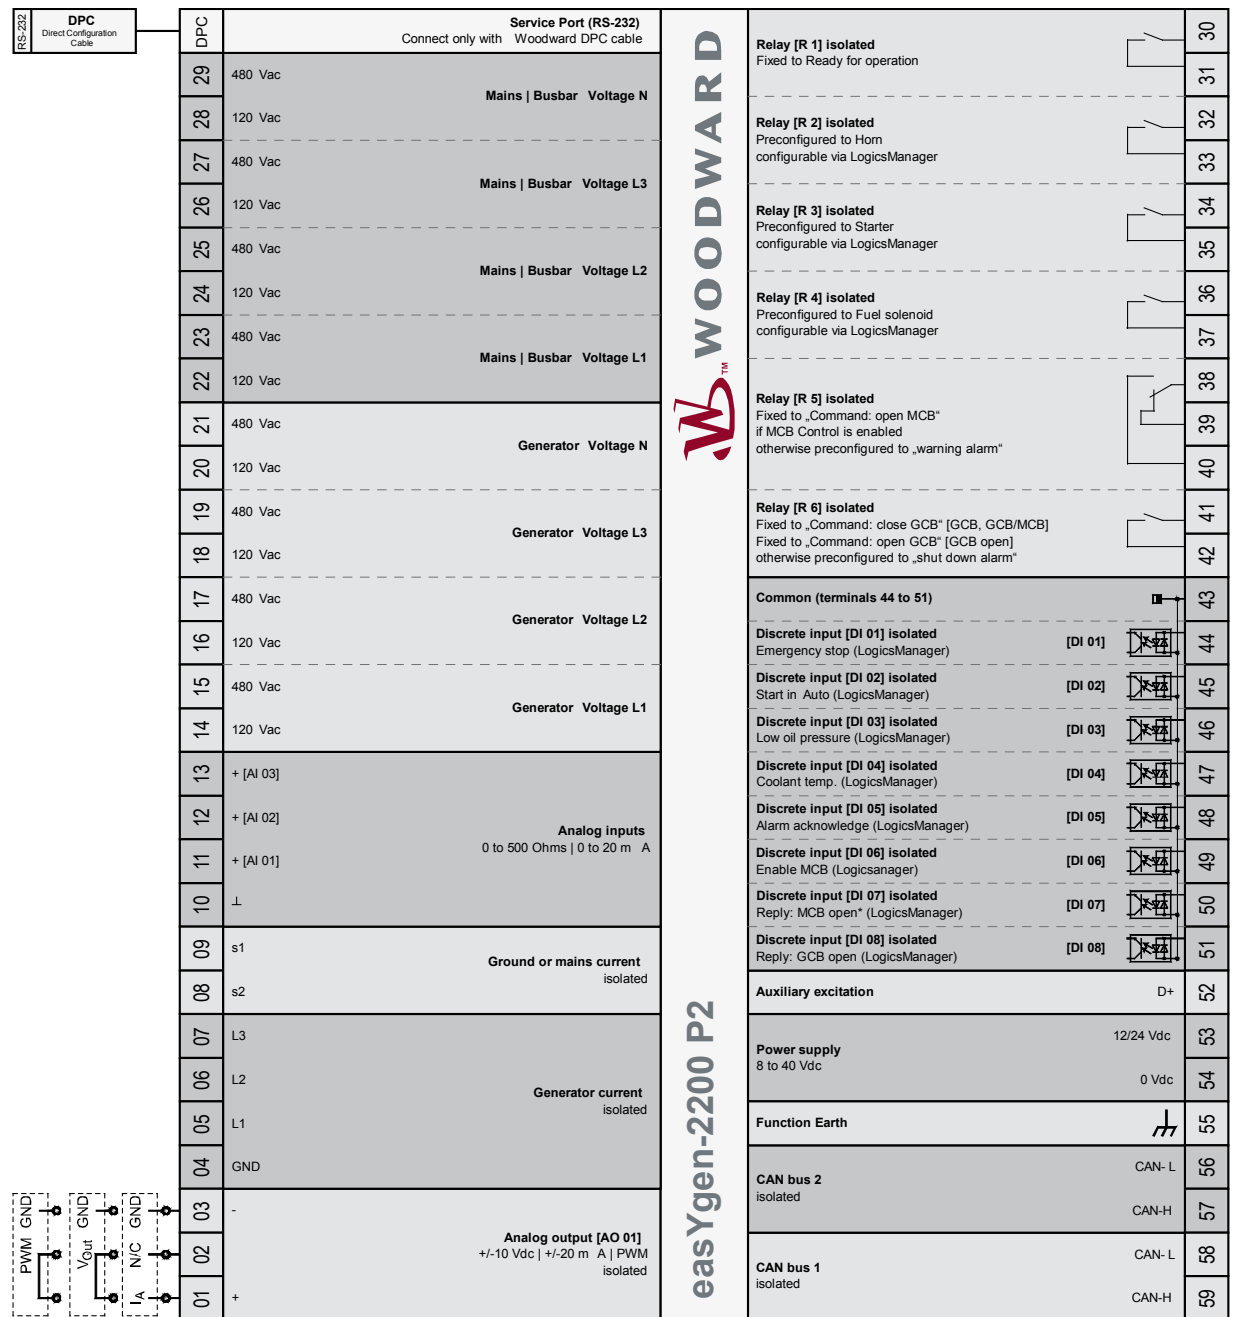 RS-232
DPC
Direct Configuration
Cable
DPC
Service Port (RS-232)
Connect only with Woodward DPC cable
29
480 Vac
Mains | Busbar Voltage N
28
120 Vac
27
480 Vac
Mains | Busbar Voltage L3
26
120 Vac
25
480 Vac
Mains | Busbar Voltage L2
24
120 Vac
23
480 Vac
Mains | Busbar Voltage L1
22
120 Vac
21
480 Vac
Generator Voltage N
20
120 Vac
19
480 Vac
Generator Voltage L3
18
120 Vac
17
480 Vac
Generator Voltage L2
16
120 Vac
15
480 Vac
Generator Voltage L1
14
120 Vac
13
+ [AI 03]
12
+ [AI 02]
Analog inputs
0 to 500 Ohms | 0 to 20 m A
11
+ [AI 01]
10
⊥
09
s1
Ground or mains current
isolated
08
s2
07
L3
06
L2
Generator current
isolated
05
L1
04
GND
03
-
02
Analog output [AO 01]
+/-10 Vdc | +/-20 m A | PWM
isolated
01
+
PWM GND
VOut GND
IA N/C GND
WOODWARD
TM
easYgen-2200 P2
Relay [R 1] isolated
Fixed to Ready for operation
30
31
Relay [R 2] isolated
Preconfigured to Horn
configurable via LogicsManager
32
33
Relay [R 3] isolated
Preconfigured to Starter
configurable via LogicsManager
34
35
Relay [R 4] isolated
Preconfigured to Fuel solenoid
configurable via LogicsManager
36
37
Relay [R 5] isolated
Fixed to „Command: open MCB“
if MCB Control is enabled
otherwise preconfigured to „warning alarm“
38
39
40
Relay [R 6] isolated
Fixed to „Command: close GCB“ [GCB, GCB/MCB]
Fixed to „Command: open GCB“ [GCB open]
otherwise preconfigured to „shut down alarm“
41
42
Common (terminals 44 to 51)
43
Discrete input [DI 01] isolated
Emergency stop (LogicsManager)
[DI 01]
44
Discrete input [DI 02] isolated
Start in Auto (LogicsManager)
[DI 02]
45
Discrete input [DI 03] isolated
Low oil pressure (LogicsManager)
[DI 03]
46
Discrete input [DI 04] isolated
Coolant temp. (LogicsManager)
[DI 04]
47
Discrete input [DI 05] isolated
Alarm acknowledge (LogicsManager)
[DI 05]
48
Discrete input [DI 06] isolated
Enable MCB (Logicsanager)
[DI 06]
49
Discrete input [DI 07] isolated
Reply: MCB open* (LogicsManager)
[DI 07]
50
Discrete input [DI 08] isolated
Reply: GCB open (LogicsManager)
[DI 08]
51
Auxiliary excitation
D+
52
Power supply
8 to 40 Vdc
12/24 Vdc
53
0 Vdc
54
Function Earth
55
CAN bus 2
isolated
CAN- L
56
CAN-H
57
CAN bus 1
isolated
CAN- L
58
CAN-H
59